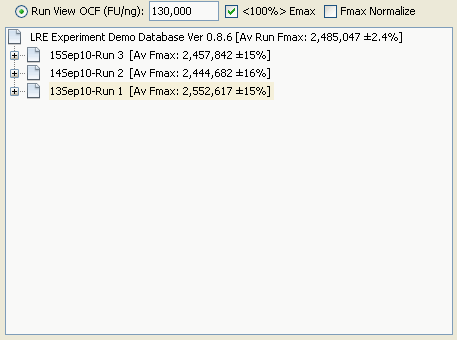 Run View OCF (FU/ng): 130,000 <100%> Emax Fmax Normalize
LRE Experiment Demo Database Ver 0.8.6 [Av Run Fmax: 2,485,047 ±2.4%]
15Sep10-Run 3 [Av Fmax: 2,457,842 ±15%]
14Sep10-Run 2 [Av Fmax: 2,444,682 ±16%]
13Sep10-Run 1 [Av Fmax: 2,552,617 ±15%]